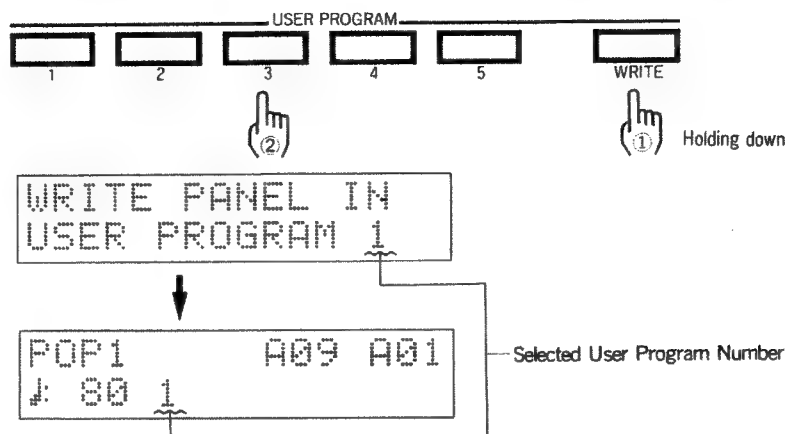 USER PROGRAM
1 2 3 4 5 WRITE
② ① Holding down
WRITE PANEL IN
USER PROGRAM 1
POP1 A09 A01
♩: 80 1
Selected User Program Number